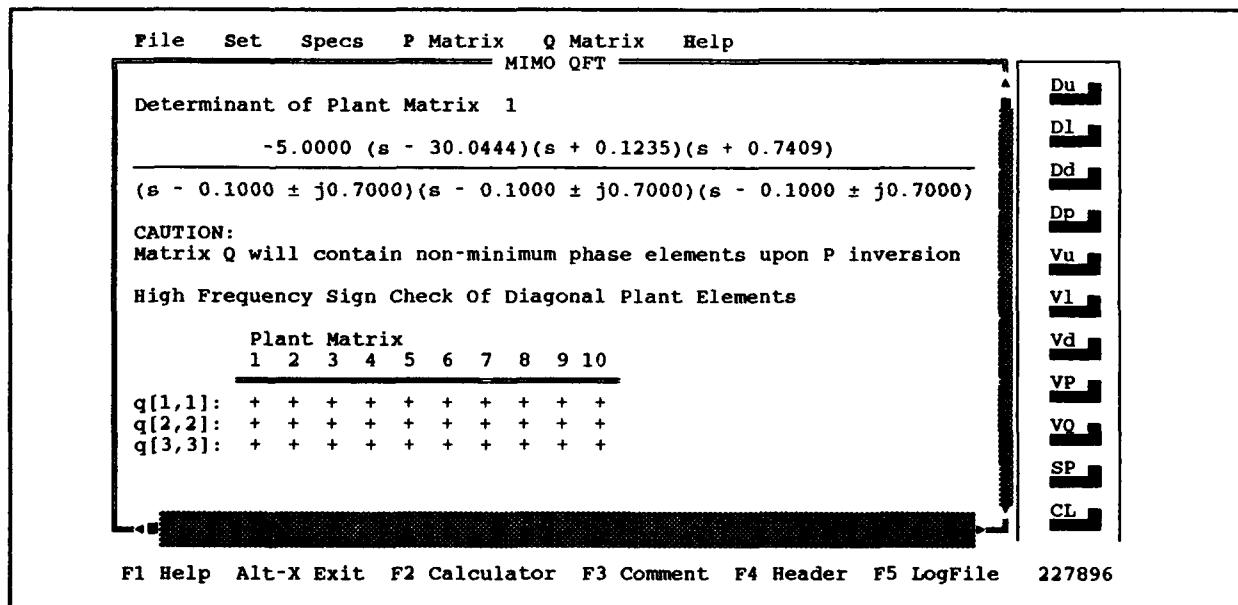 File Set Specs P Matrix Q Matrix Help
MIMO QFT
Determinant of Plant Matrix 1
-5.0000 (s - 30.0444)(s + 0.1235)(s + 0.7409)
(s - 0.1000 ± j0.7000)(s - 0.1000 ± j0.7000)(s - 0.1000 ± j0.7000)
CAUTION:
Matrix Q will contain non-minimum phase elements upon P inversion
High Frequency Sign Check Of Diagonal Plant Elements
Plant Matrix
1 2 3 4 5 6 7 8 9 10
q[1,1]: + + + + + + + + + +
q[2,2]: + + + + + + + + + +
q[3,3]: + + + + + + + + + +
Du
Dl
Dd
Dp
Vu
Vl
Vd
VP
VQ
SP
CL
F1 Help Alt-X Exit F2 Calculator F3 Comment F4 Header F5 LogFile 227896